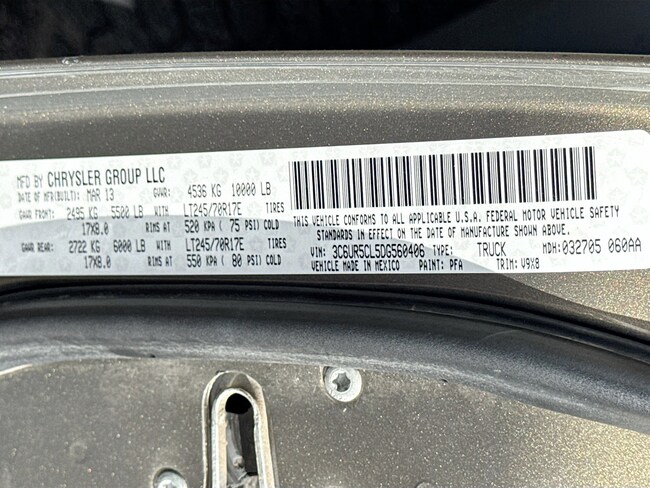 MFD BY CHRYSLER GROUP LLC
DATE OF MFR(BUILT): MAR 13 GVWR: 4536 KG 10000 LB
GAWR FRONT: 2495 KG 5500 LB WITH LT245/70R17E TIRES
17X8.0 RIMS AT 520 KPA ( 75 PSI) COLD
GAWR REAR: 2722 KG 6000 LB WITH LT245/70R17E TIRES
17X8.0 RIMS AT 550 KPA ( 80 PSI) COLD
THIS VEHICLE CONFORMS TO ALL APPLICABLE U.S.A. FEDERAL MOTOR VEHICLE SAFETY
STANDARDS IN EFFECT ON THE DATE OF MANUFACTURE SHOWN ABOVE.
VIN: 3C6UR5CL5DG560406 TYPE: TRUCK MDH: 032705 060AA
VEHICLE MADE IN MEXICO PAINT: PFA TRIM: V9X8